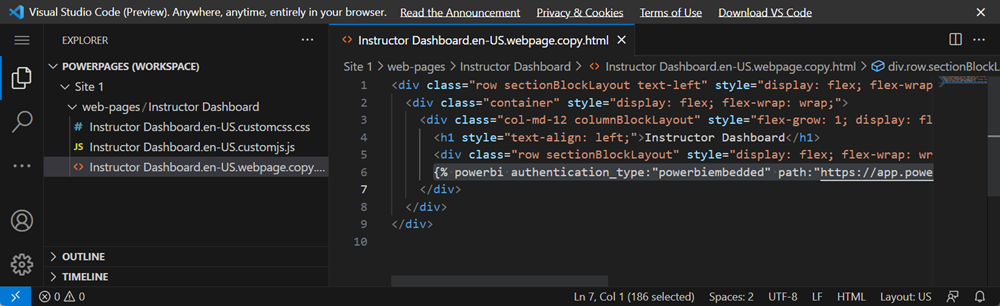 Visual Studio Code (Preview). Anywhere, anytime, entirely in your browser. Read the Announcement Privacy & Cookies Terms of Use Download VS Code
EXPLORER
POWERPAGES (WORKSPACE)
Site 1
web-pages / Instructor Dashboard
# Instructor Dashboard.en-US.customcss.css
JS Instructor Dashboard.en-US.customjs.js
<> Instructor Dashboard.en-US.webpage.copy....
OUTLINE
TIMELINE
<> Instructor Dashboard.en-US.webpage.copy.html
Site 1 > web-pages > Instructor Dashboard > <> Instructor Dashboard.en-US.webpage.copy.html > div.row.sectionBlockL
1 <div class="row sectionBlockLayout text-left" style="display: flex; flex-wrap
2 <div class="container" style="display: flex; flex-wrap: wrap;">
3 <div class="col-md-12 columnBlockLayout" style="flex-grow: 1; display: fl
4 <h1 style="text-align: left;">Instructor Dashboard</h1>
5 <div class="row sectionBlockLayout" style="display: flex; flex-wrap: wr
6 {% powerbi authentication_type:"powerbiembedded" path:"https://app.powe
7 </div>
8 </div>
9 </div>
10
0 0 Ln 7, Col 1 (186 selected) Spaces: 2 UTF-8 LF HTML Layout: US